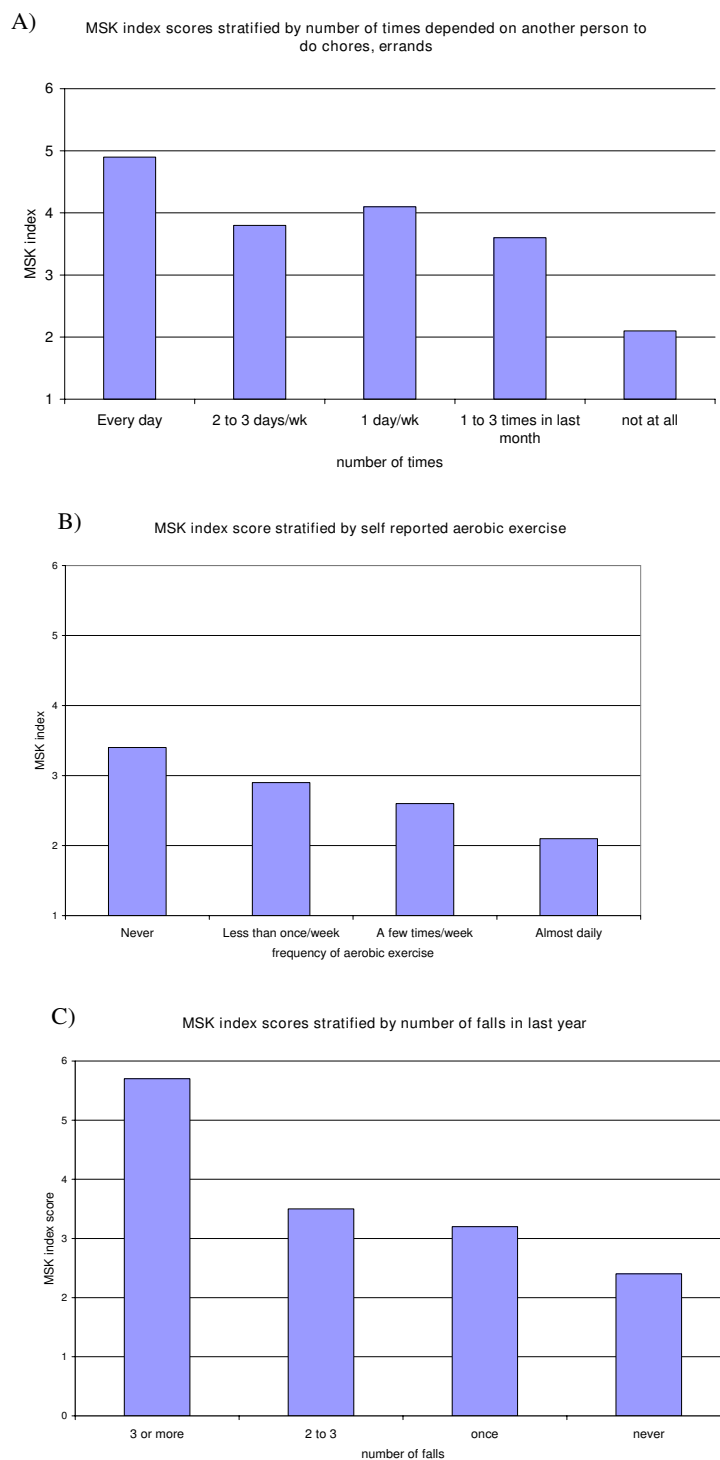 A)
MSK index scores stratified by number of times depended on another person to
do chores, errands
6
5
4
3
2
1
MSK index
Every day
2 to 3 days/wk
1 day/wk
1 to 3 times in last
month
not at all
number of times
B)
MSK index score stratified by self reported aerobic exercise
6
5
4
3
2
1
MSK index
Never
Less than once/week
A few times/week
Almost daily
frequency of aerobic exercise
C)
MSK index scores stratified by number of falls in last year
6
5
4
3
2
1
0
MSK index score
3 or more
2 to 3
once
never
number of falls